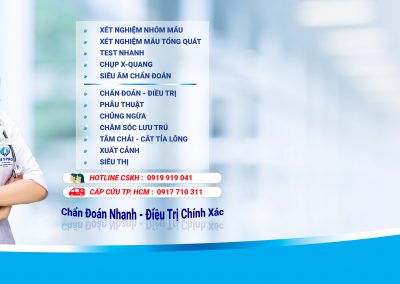 XÉT NGHIỆM NHÓM MÁU
XÉT NGHIỆM MÁU TỔNG QUÁT
TEST NHANH
CHỤP X-QUANG
SIÊU ÂM CHẨN ĐOÁN
CHẨN ĐOÁN - ĐIỀU TRỊ
PHẪU THUẬT
CHỦNG NGỪA
CHĂM SÓC LƯU TRÚ
TẮM CHẢI - CẮT TỈA LÔNG
XUẤT CẢNH
SIÊU THỊ
HOTLINE CSKH : 0919 919 041
CẤP CỨU TP. HCM : 0917 710 311
Chẩn Đoán Nhanh - Điều Trị Chính Xác